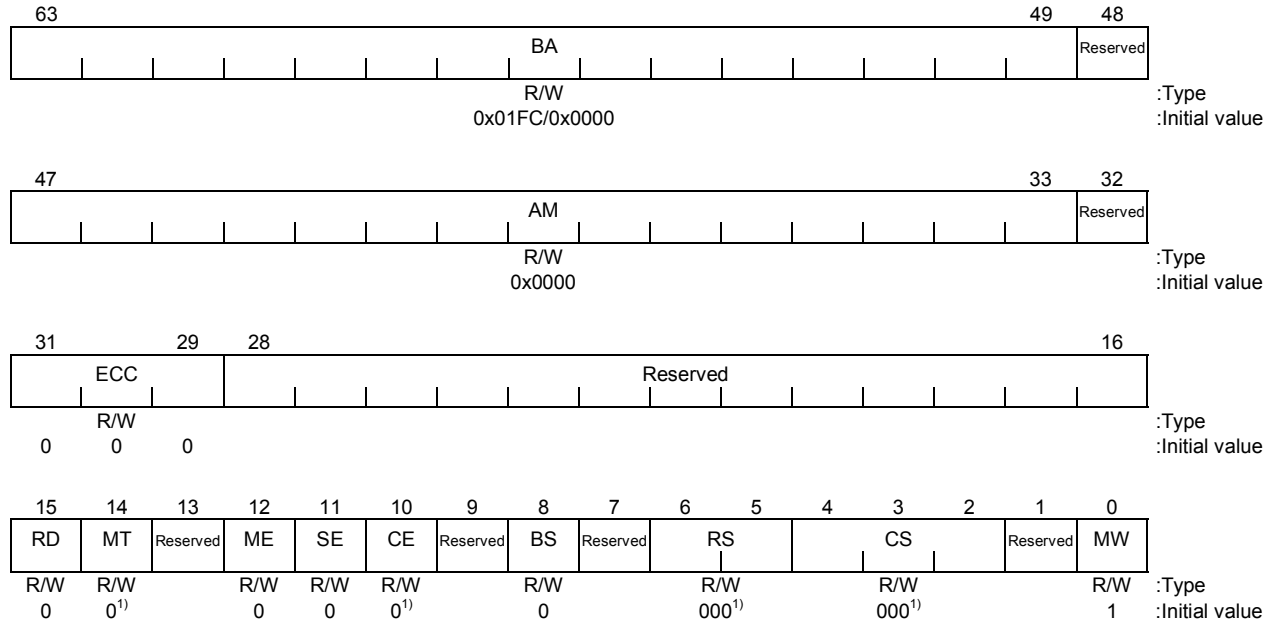 63 49 48
BA Reserved
R/W :Type
0x01FC/0x0000 :Initial value
47 33 32
AM Reserved
R/W :Type
0x0000 :Initial value
31 29 28 16
ECC Reserved
R/W :Type
0 0 0 :Initial value
15 14 13 12 11 10 9 8 7 6 5 4 3 2 1 0
RD MT Reserved ME SE CE Reserved BS Reserved RS CS Reserved MW
R/W R/W R/W R/W R/W R/W R/W R/W R/W :Type
0 0¹⁾ 0 0 0¹⁾ 0 000¹⁾ 000¹⁾ 1 :Initial value